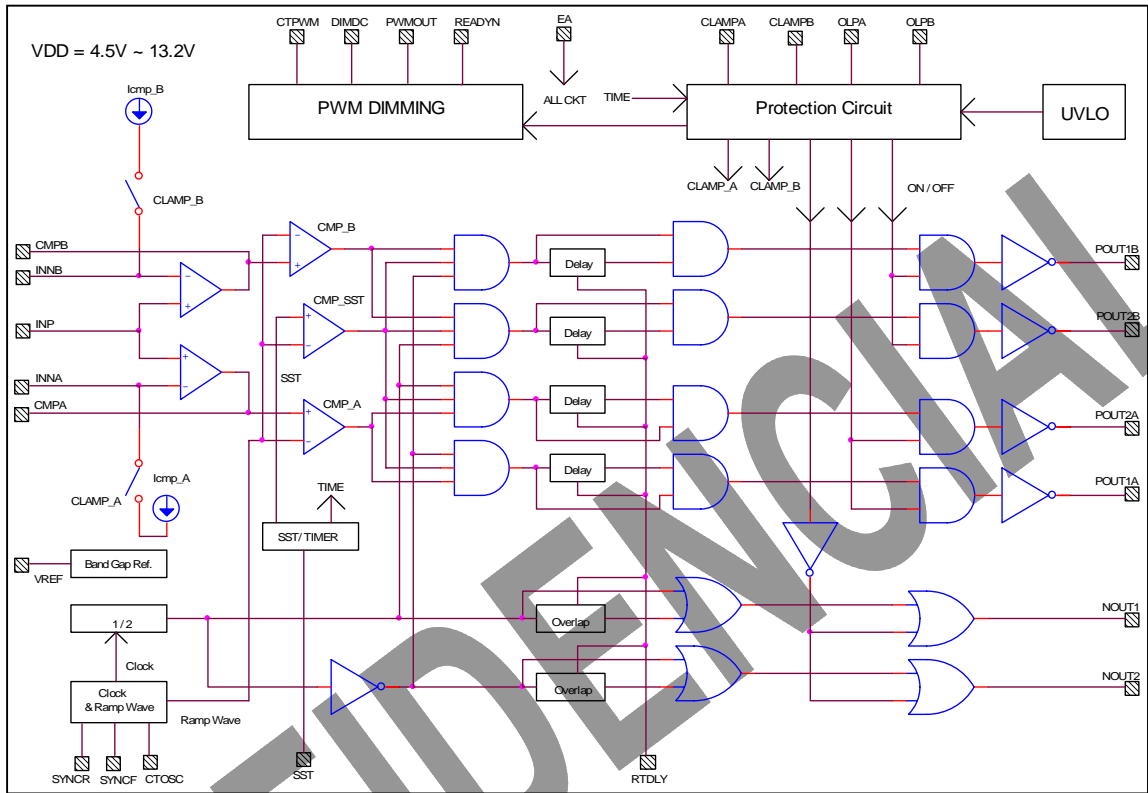 CTPWM DIMDC PWMOUT READYN EA CLAMPA CLAMPB OLPA OLPB
VDD = 4.5V ~ 13.2V
Icmp_B
PWM DIMMING
ALL CKT
TIME
Protection Circuit
UVLO
CLAMP_A CLAMP_B
ON / OFF
CLAMP_B
CMPB
INNB
CMP_B
Delay
POUT1B
INP
CMP_SST
Delay
POUT2B
SST
INNA
CMPA
CMP_A
Delay
POUT2A
Icmp_A
CLAMP_A
TIME
Delay
POUT1A
SST/ TIMER
VREF
Band Gap Ref.
1 / 2
Overlap
NOUT1
Clock
Clock
& Ramp Wave
Ramp Wave
Overlap
NOUT2
SYNCR SYNCF CTOSC
SST
RTDLY